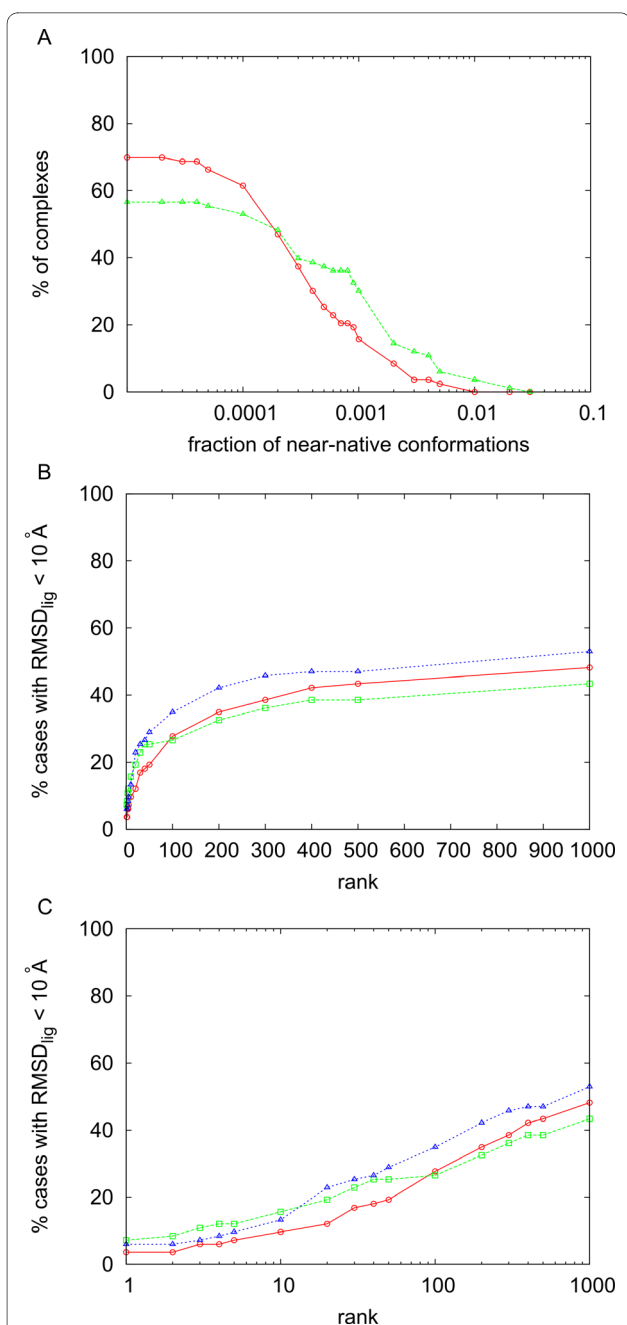 A
100
80
60
40
20
0
% of complexes
0.0001 0.001 0.01 0.1
fraction of near-native conformations
B
100
80
60
40
20
0
% cases with RMSD_lig < 10 Å
0 100 200 300 400 500 600 700 800 900 1000
rank
C
100
80
60
40
20
0
% cases with RMSD_lig < 10 Å
1 10 100 1000
rank